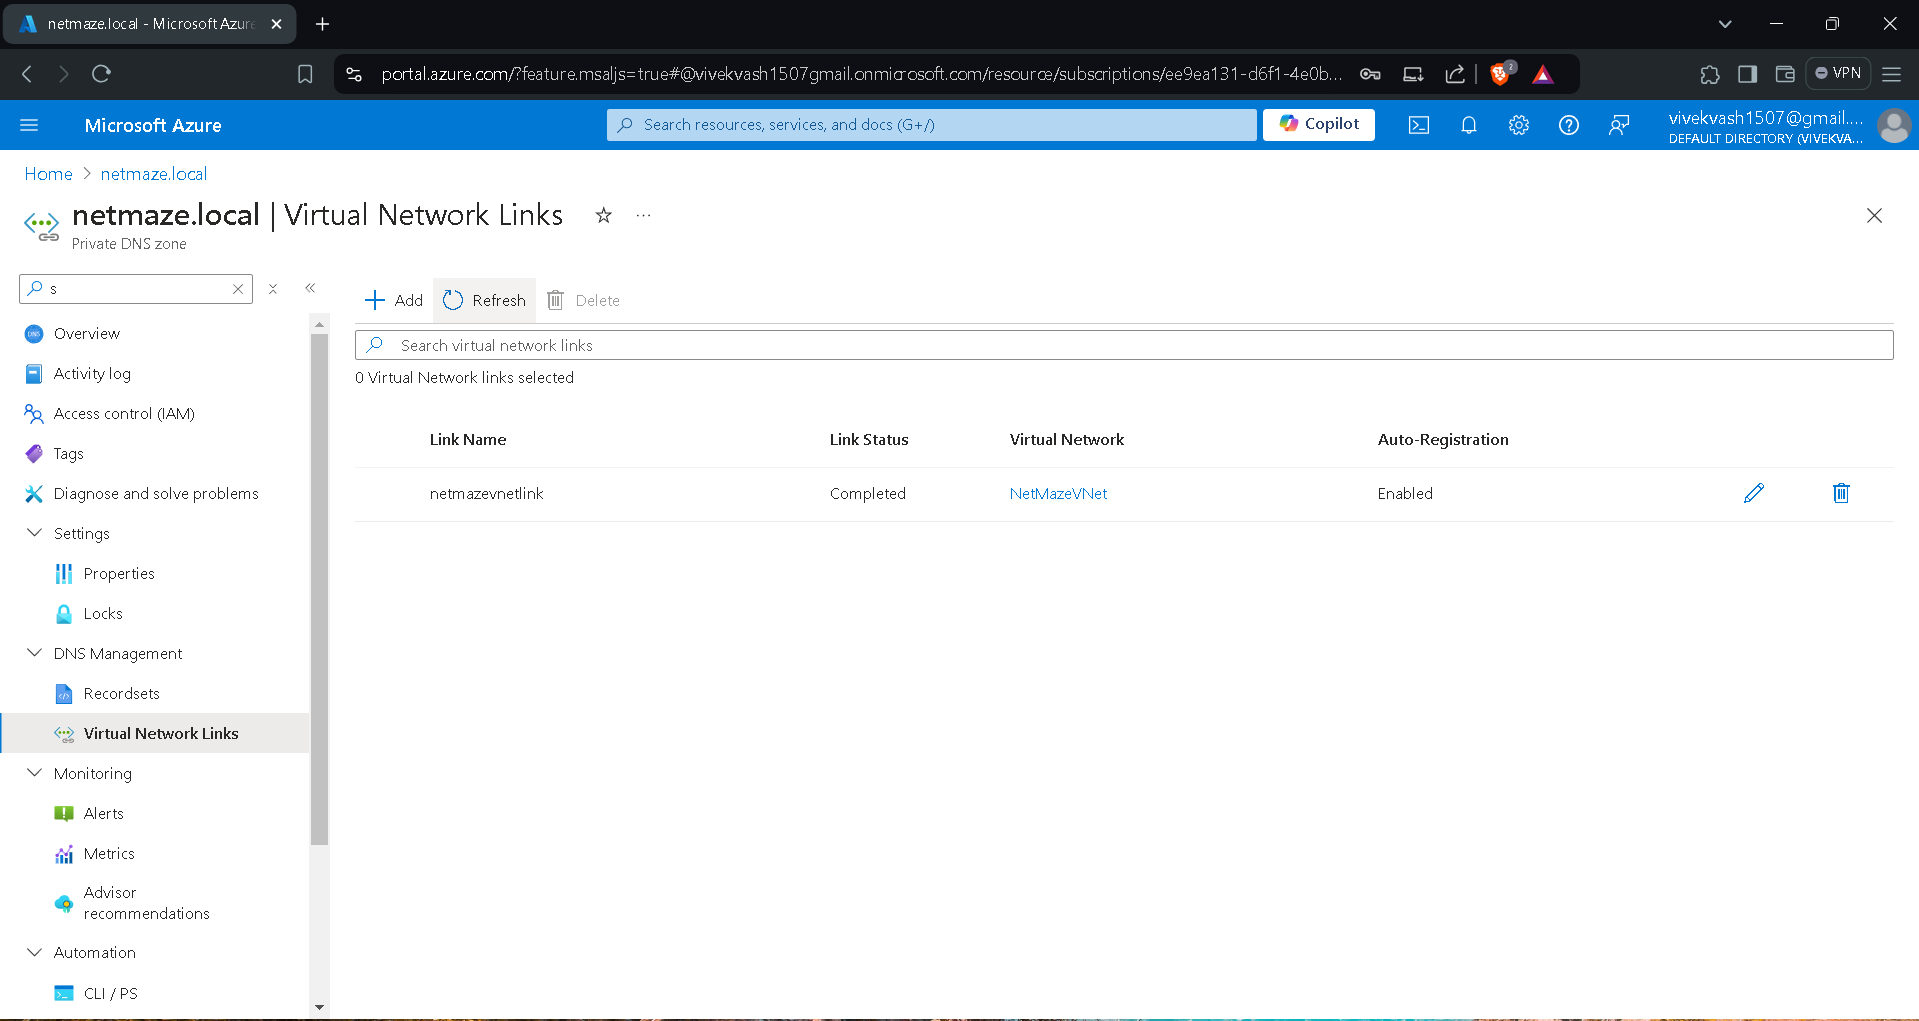 netmaze.local - Microsoft Azure
portal.azure.com/?feature.msaljs=true#@vivekvash1507gmail.onmicrosoft.com/resource/subscriptions/ee9ea131-d6f1-4e0b...
2
VPN
Microsoft Azure
Search resources, services, and docs (G+/)
Copilot
vivekvash1507@gmail....
DEFAULT DIRECTORY (VIVEKVA...
Home > netmaze.local
netmaze.local | Virtual Network Links
Private DNS zone
s
Add
Refresh
Delete
Search virtual network links
0 Virtual Network links selected
Link Name Link Status Virtual Network Auto-Registration
netmazevnetlink Completed NetMazeVNet Enabled
Overview
Activity log
Access control (IAM)
Tags
Diagnose and solve problems
Settings
Properties
Locks
DNS Management
Recordsets
Virtual Network Links
Monitoring
Alerts
Metrics
Advisor
recommendations
Automation
CLI / PS